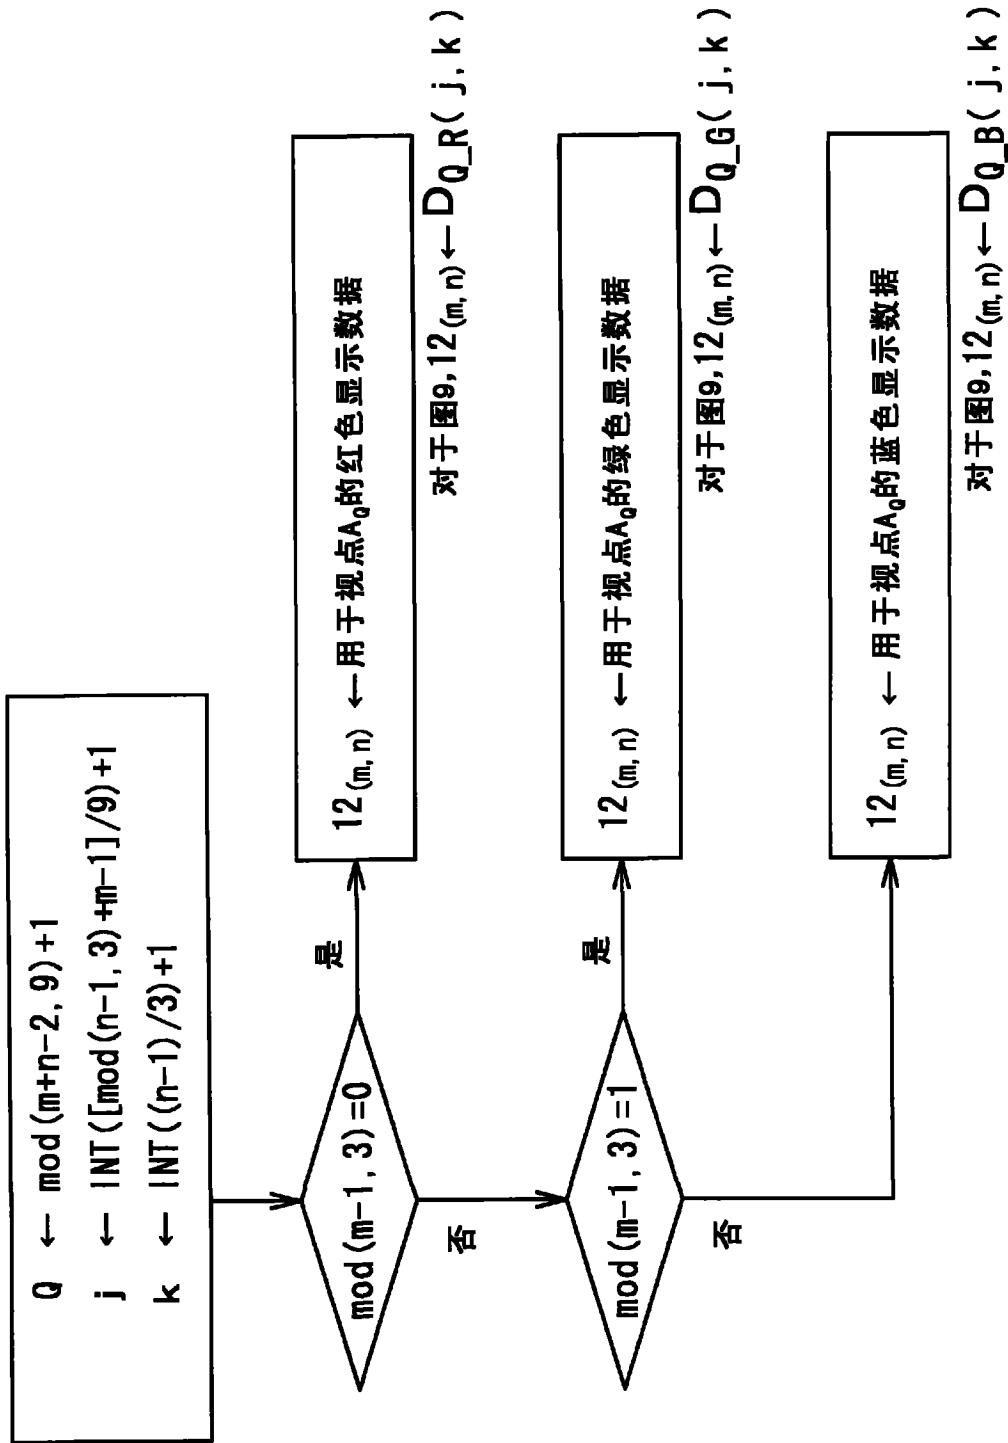 Q ← mod(m+n-2, 9)+1
j ← INT([mod(n-1, 3)+m-1]/9)+1
k ← INT((n-1)/3)+1
mod(m-1, 3)=0
是
12(m, n) ←用于视点AQ的红色显示数据
对于图9,12(m, n)←DQ_R( j, k )
否
mod(m-1, 3)=1
是
12(m, n) ←用于视点AQ的绿色显示数据
对于图9,12(m, n)←DQ_G( j, k )
否
12(m, n) ← 用于视点AQ的蓝色显示数据
对于图9,12(m, n)←DQ_B( j, k )